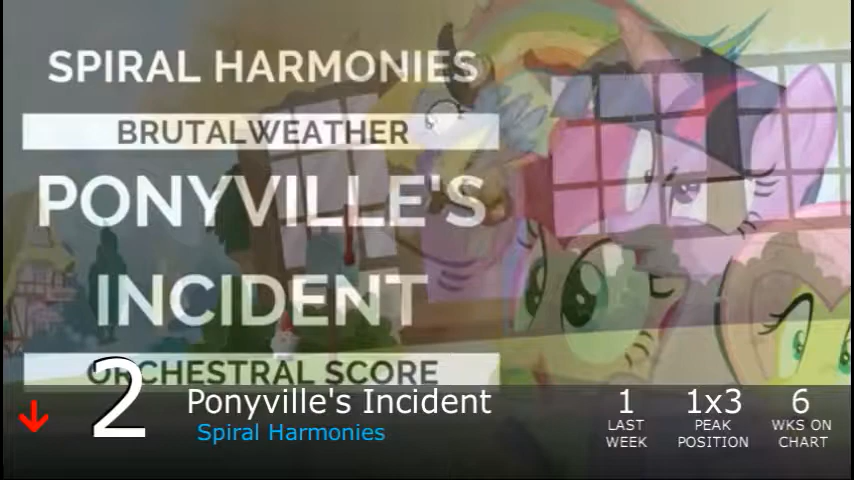 SPIRAL HARMONIES
BRUTALWEATHER
PONYVILLE'S
INCIDENT
ORCHESTRAL SCORE
2
Ponyville's Incident
Spiral Harmonies
1
LAST
WEEK
1x3
PEAK
POSITION
6
WKS ON
CHART